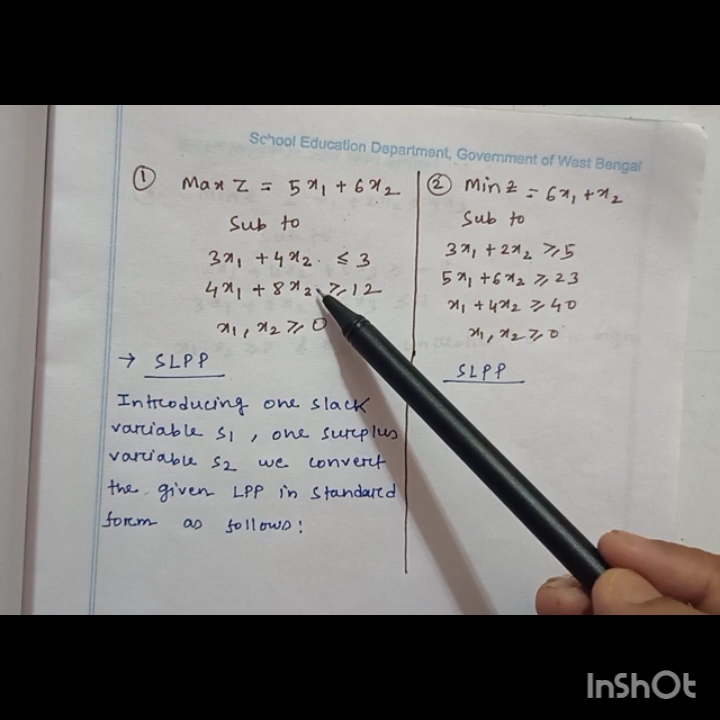 School Education Department, Government of West Bengal
① Max Z = 5x₁ + 6x₂
Sub to
3x₁ + 4x₂ ≤ 3
4x₁ + 8x₂ ≥ 12
x₁, x₂ ≥ 0
→ SLPP
Introducing one slack
variable s₁, one surplus
variable s₂ we convert
the given LPP in standard
form as follows:
② Min z = 6x₁ + x₂
Sub to
3x₁ + 2x₂ ≥ 5
5x₁ + 6x₂ ≥ 23
x₁ + 4x₂ ≥ 40
x₁, x₂ ≥ 0
SLPP
InShOt